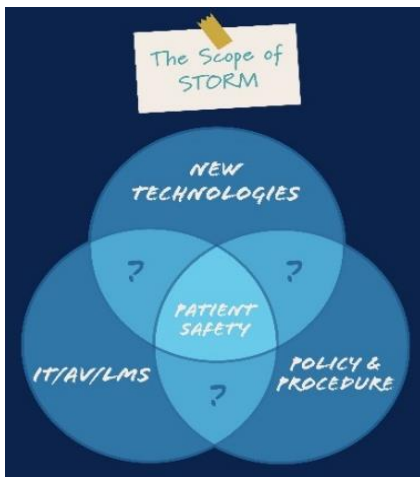 The Scope of
STORM
NEW
TECHNOLOGIES
?
?
PATIENT
SAFETY
IT/AV/LMS
POLICY &
PROCEDURE
?